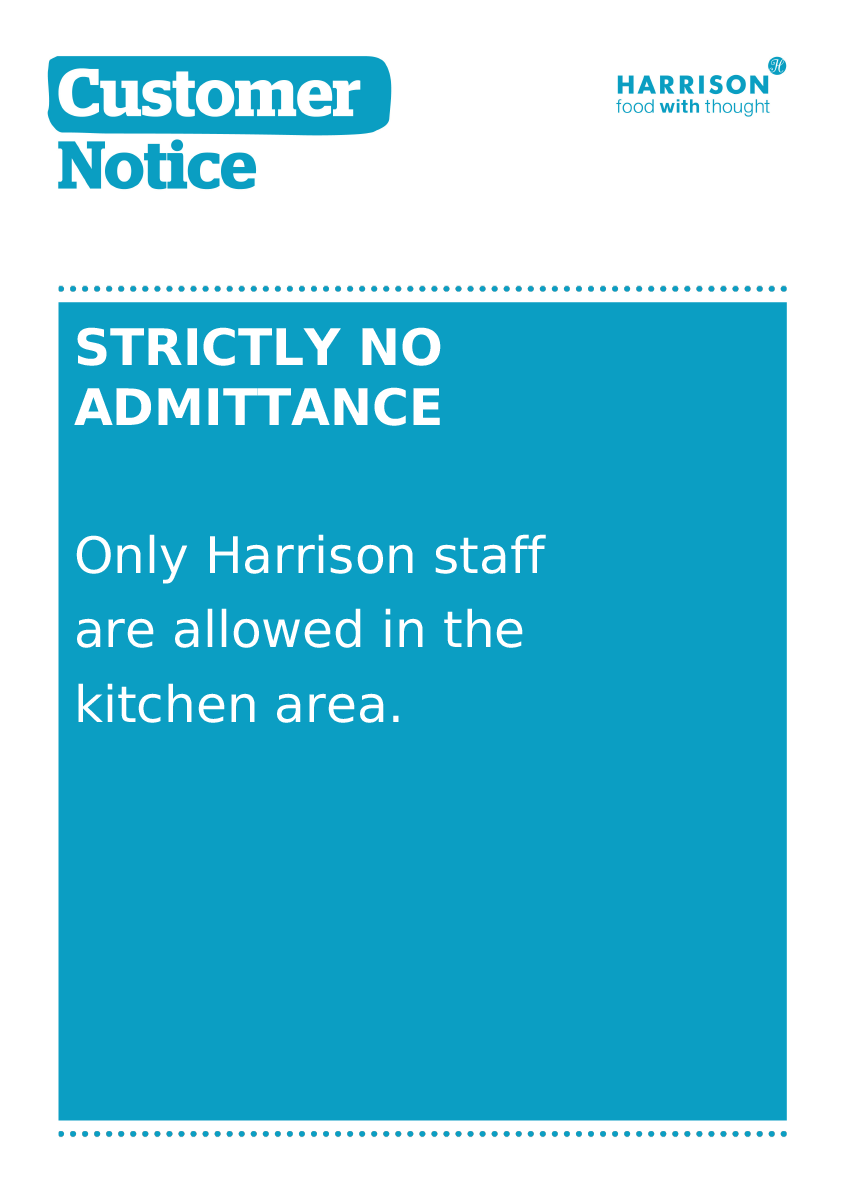 Customer
Notice
HARRISON
food with thought
STRICTLY NO
ADMITTANCE
Only Harrison staff
are allowed in the
kitchen area.